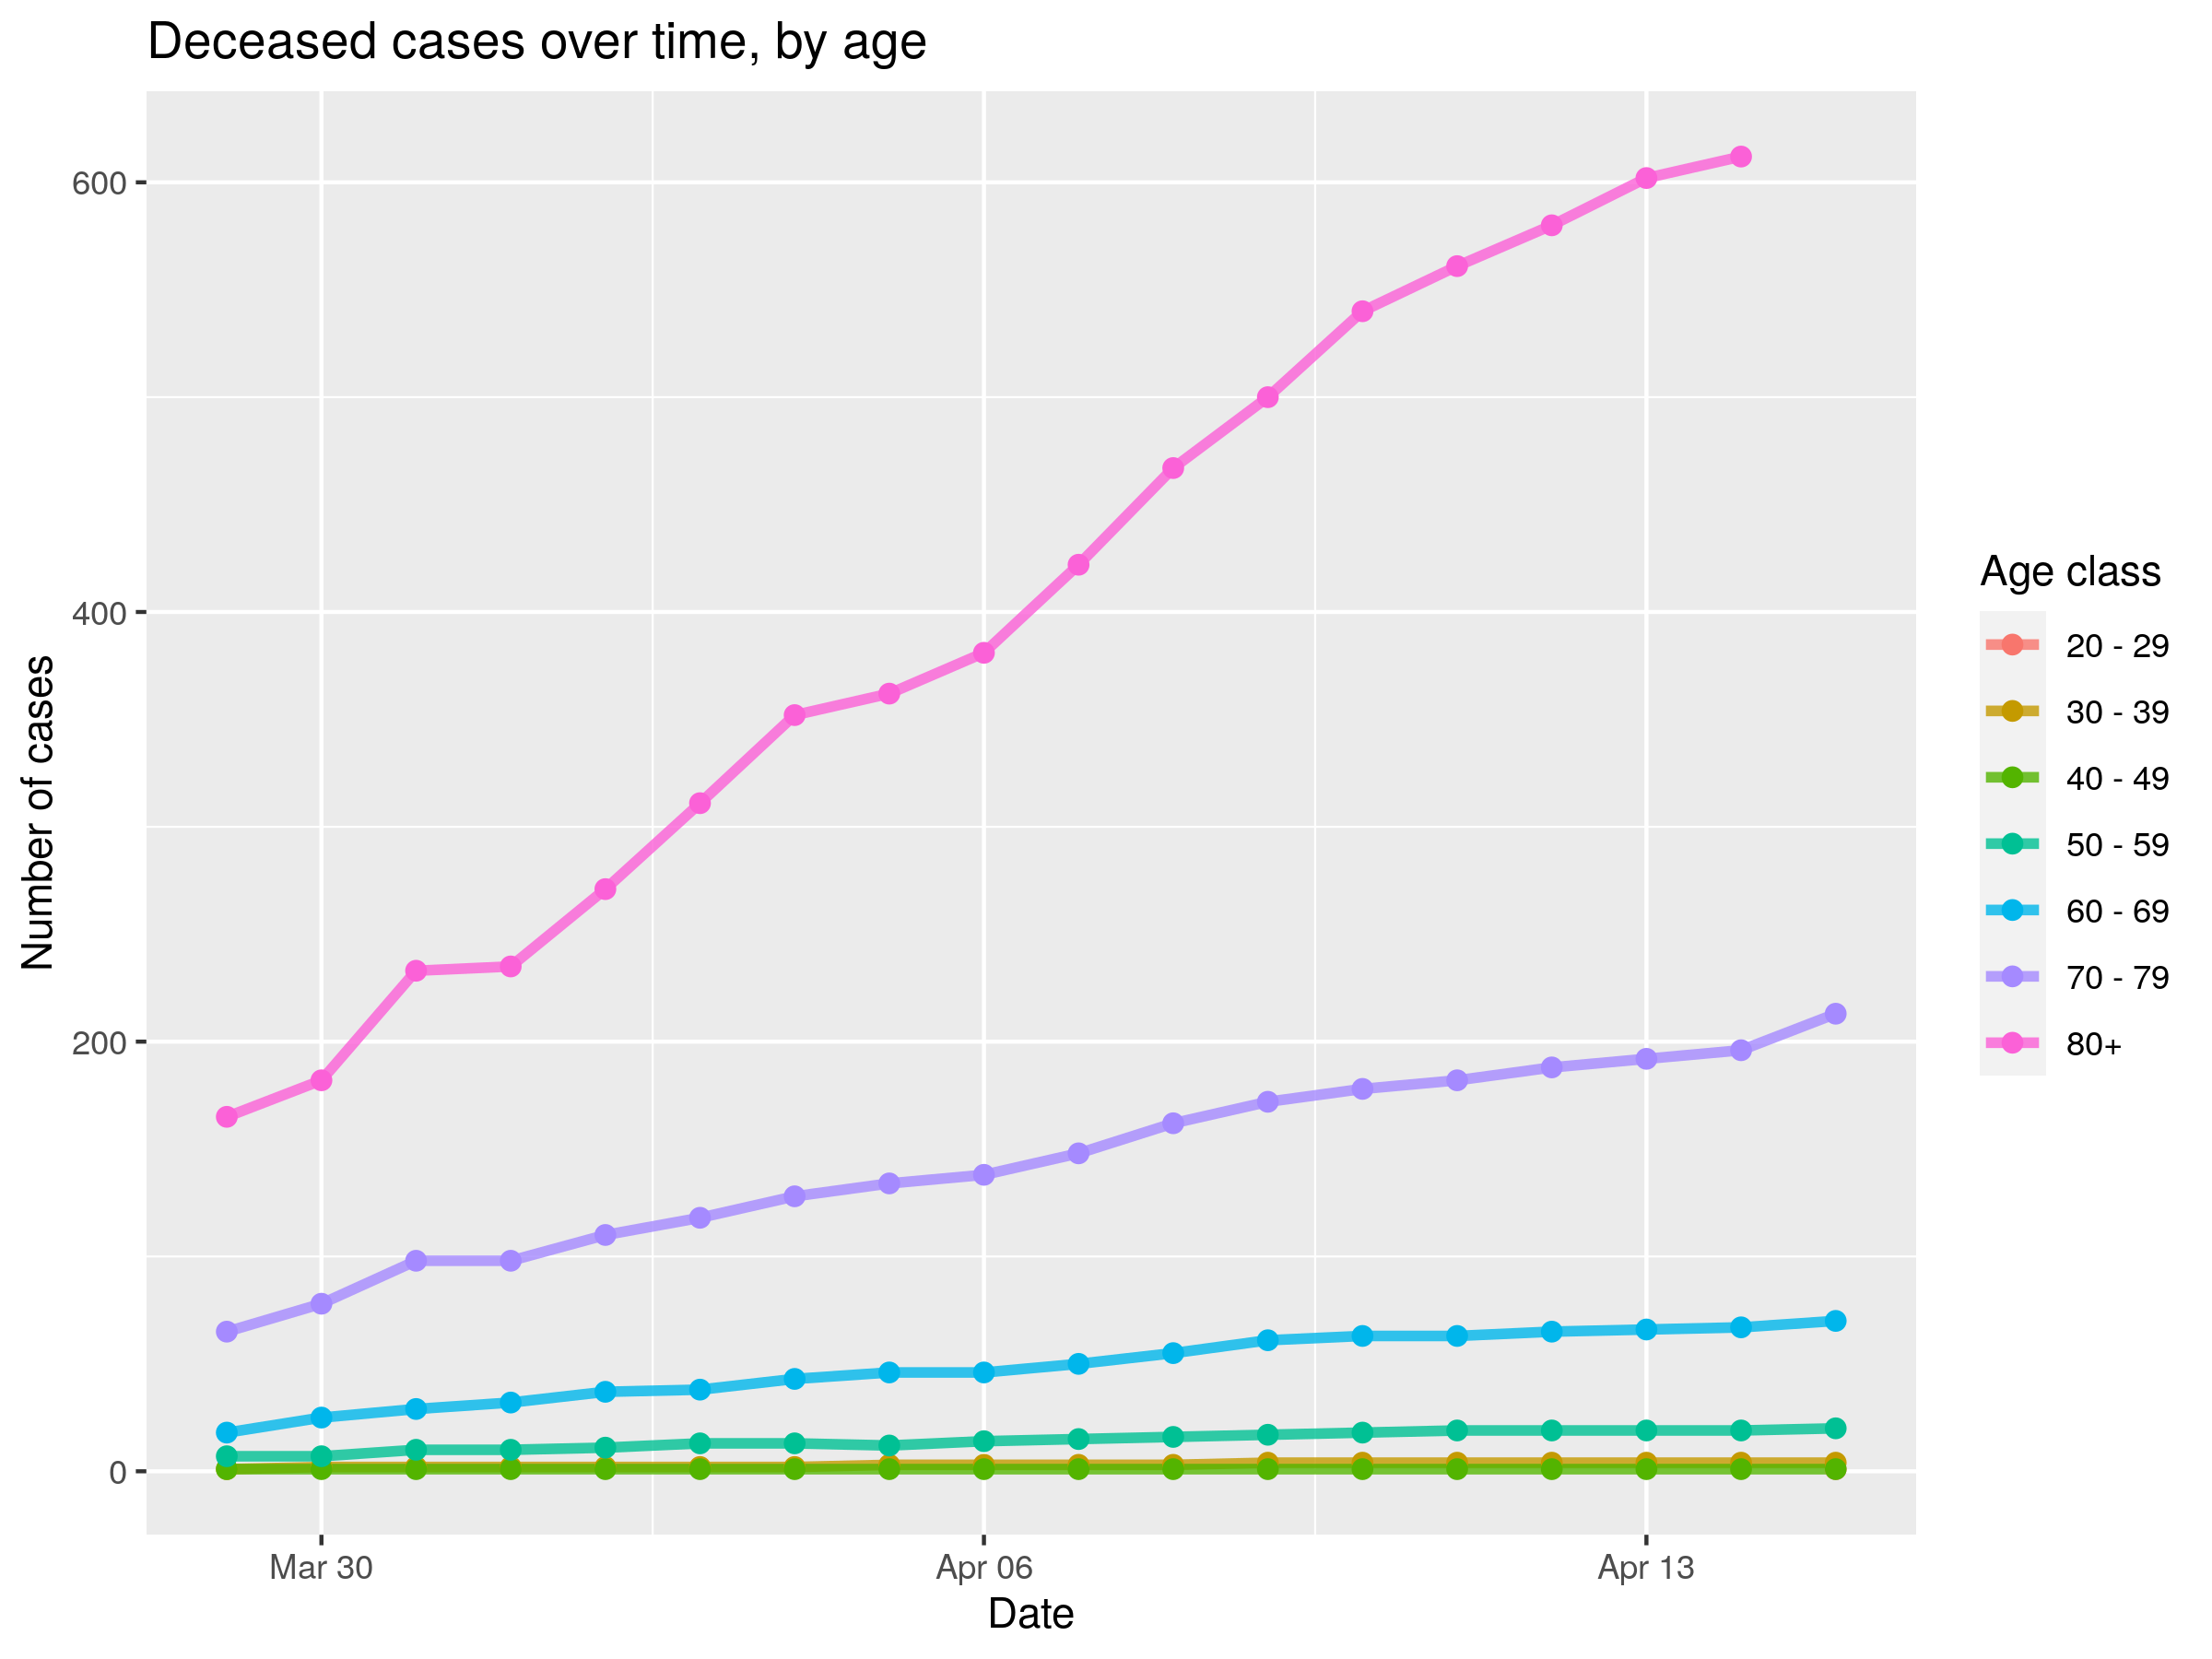 Deceased cases over time, by age
Number of cases
600
400
200
0
Mar 30
Apr 06
Apr 13
Date
Age class
20 - 29
30 - 39
40 - 49
50 - 59
60 - 69
70 - 79
80+